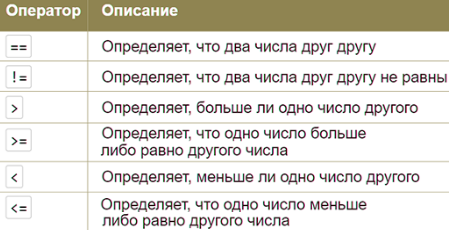 Оператор Описание
== Определяет, что два числа друг другу
!= Определяет, что два числа друг другу не равны
> Определяет, больше ли одно число другого
>= Определяет, что одно число больше
либо равно другого числа
< Определяет, меньше ли одно число другого
<= Определяет, что одно число меньше
либо равно другого числа